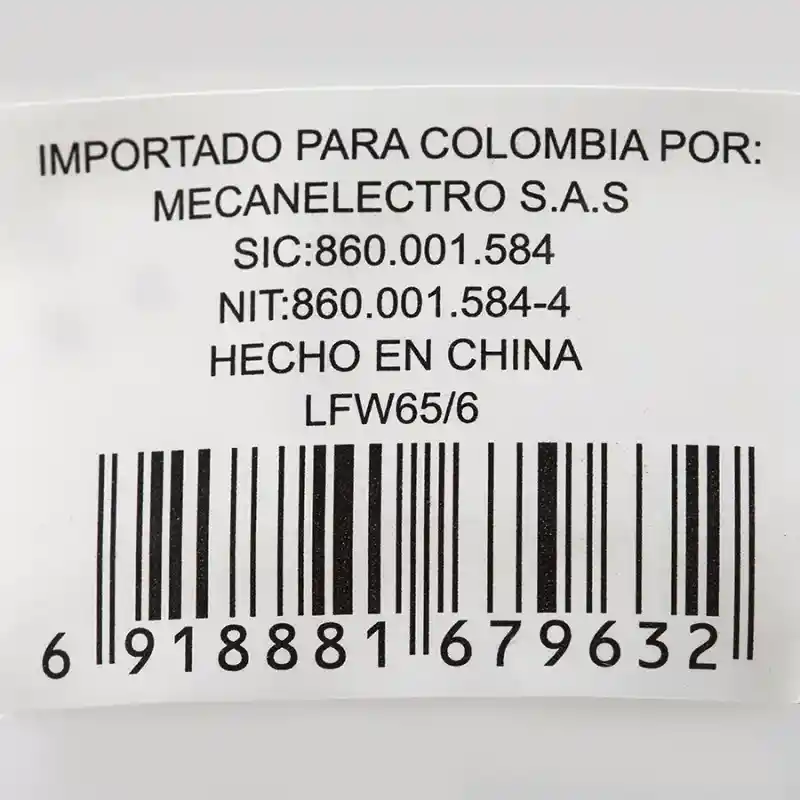 IMPORTADO PARA COLOMBIA POR:
MECANELECTRO S.A.S
SIC:860.001.584
NIT:860.001.584-4
HECHO EN CHINA
LFW65/6
6 918881 679632